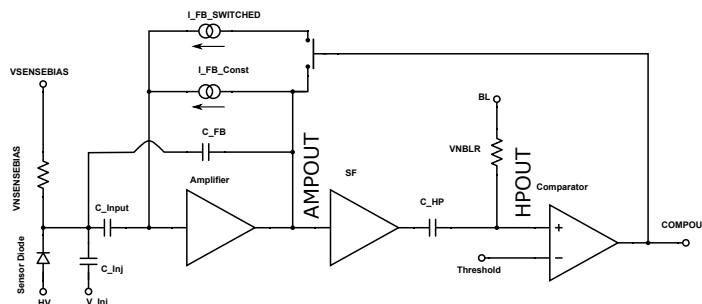 I_FB_SWITCHED
VSENSEBIAS
I_FB_Const
BL
C_FB
SF
VNBLR
VNSENSEBIAS
Amplifier
AMPOUT
HPOUT
C_Input
C_HP
Comparator
+
COMPOU
Sensor Diode
C_Inj
Threshold
−
HV
V_Inj